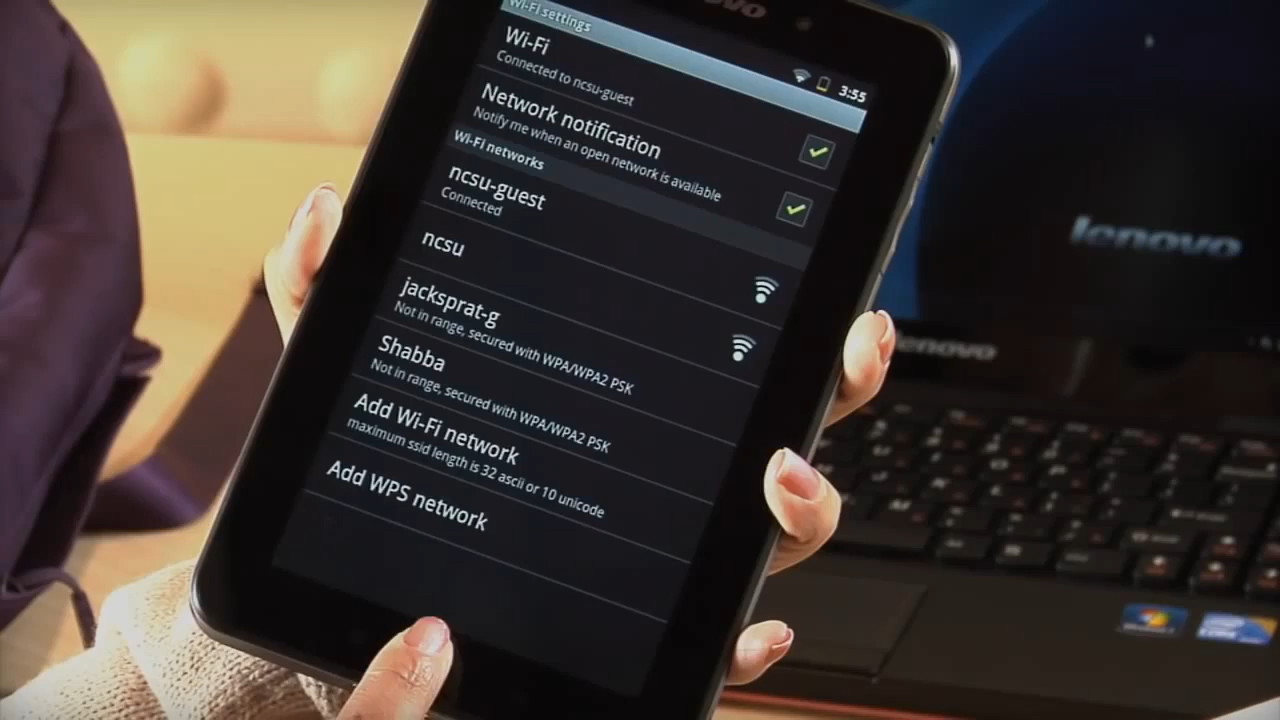 lenovo
3:55
Wi-Fi settings
Wi-Fi
Connected to ncsu-guest
Network notification
Notify me when an open network is available
Wi-Fi networks
ncsu-guest
Connected
ncsu
jacksprat-g
Not in range, secured with WPA/WPA2 PSK
Shabba
Not in range, secured with WPA/WPA2 PSK
Add Wi-Fi network
maximum ssid length is 32 ascil or 10 unicode
Add WPS network
lenovo
lenovo